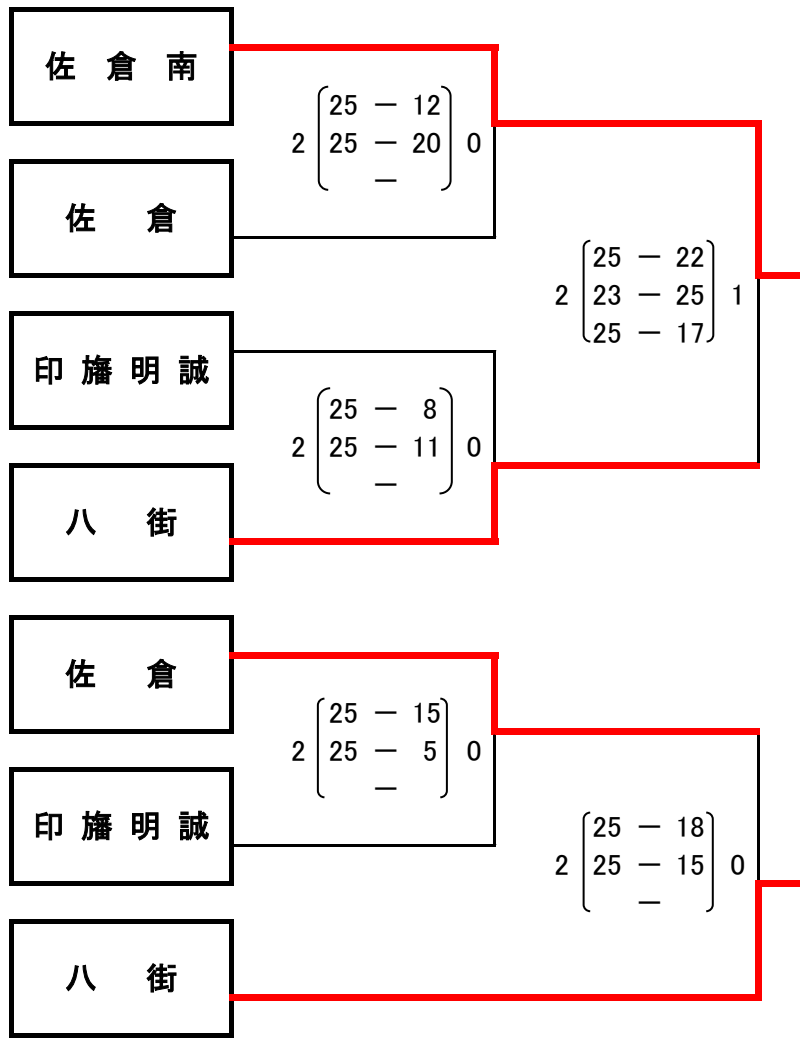 佐倉南
25 － 12
2 25 － 20 0
－
佐倉
25 － 22
2 23 － 25 1
25 － 17
印旛明誠
25 － 8
2 25 － 11 0
－
八街
佐倉
25 － 15
2 25 － 5 0
－
印旛明誠
25 － 18
2 25 － 15 0
－
八街